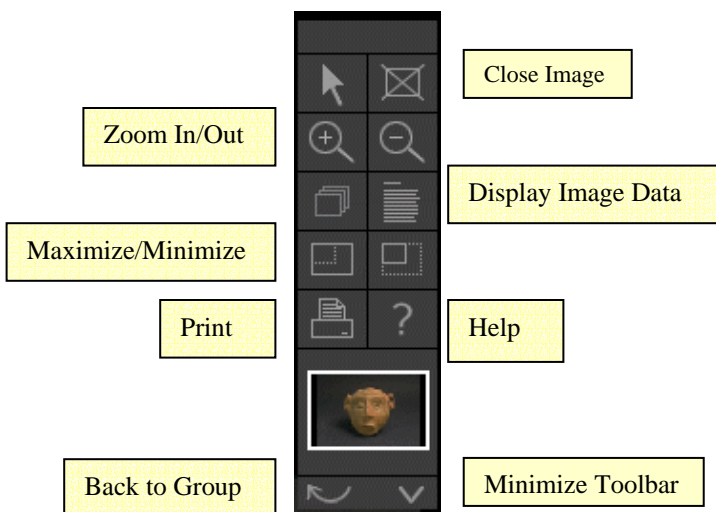 Close Image
Zoom In/Out
Display Image Data
Maximize/Minimize
Print
Help
Back to Group
Minimize Toolbar